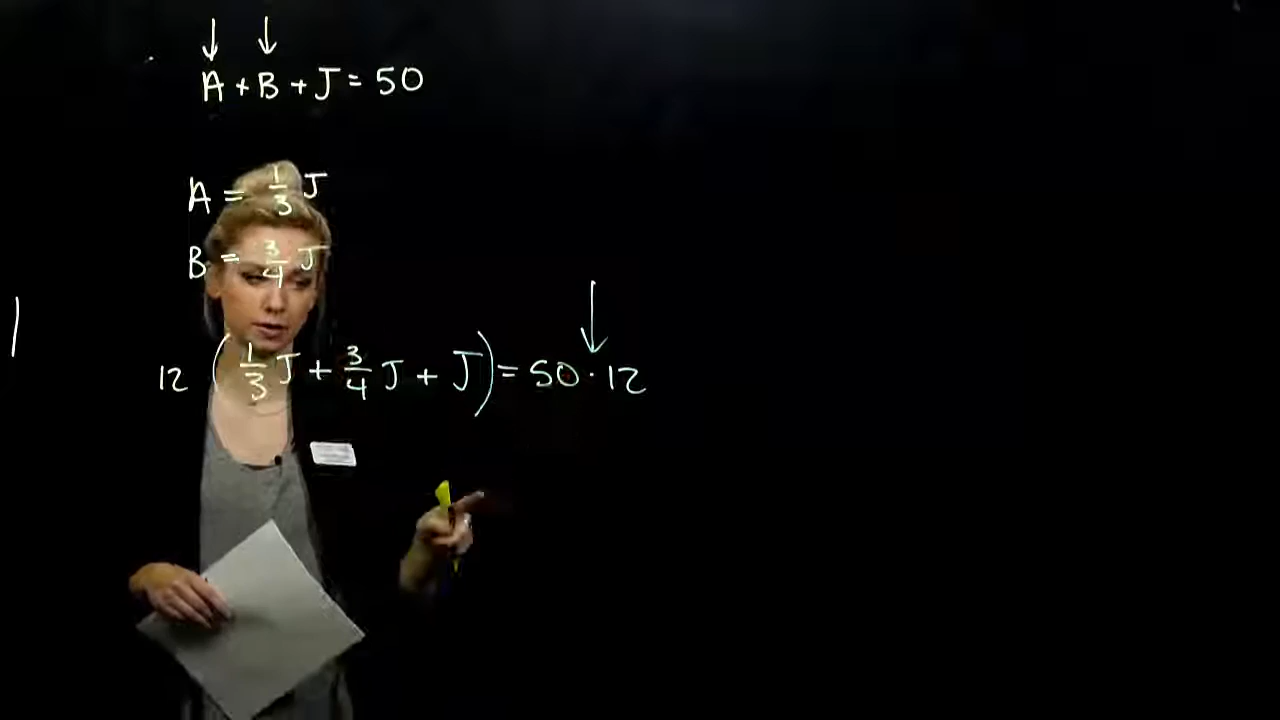 A + B + J = 50
A = 1/3 J
B = 3/4 J
12 (1/3 J + 3/4 J + J) = 50 · 12